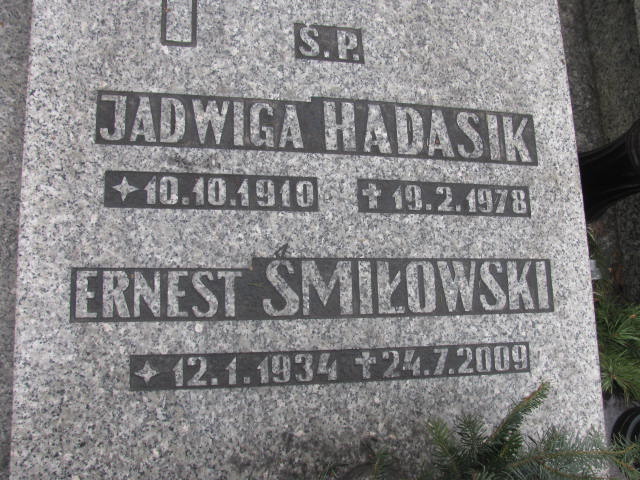 Ś.P.
JADWIGA HADASIK
10.10.1910 19.2.1978
ERNEST ŚMIŁOWSKI
12.1.1934 24.7.2009